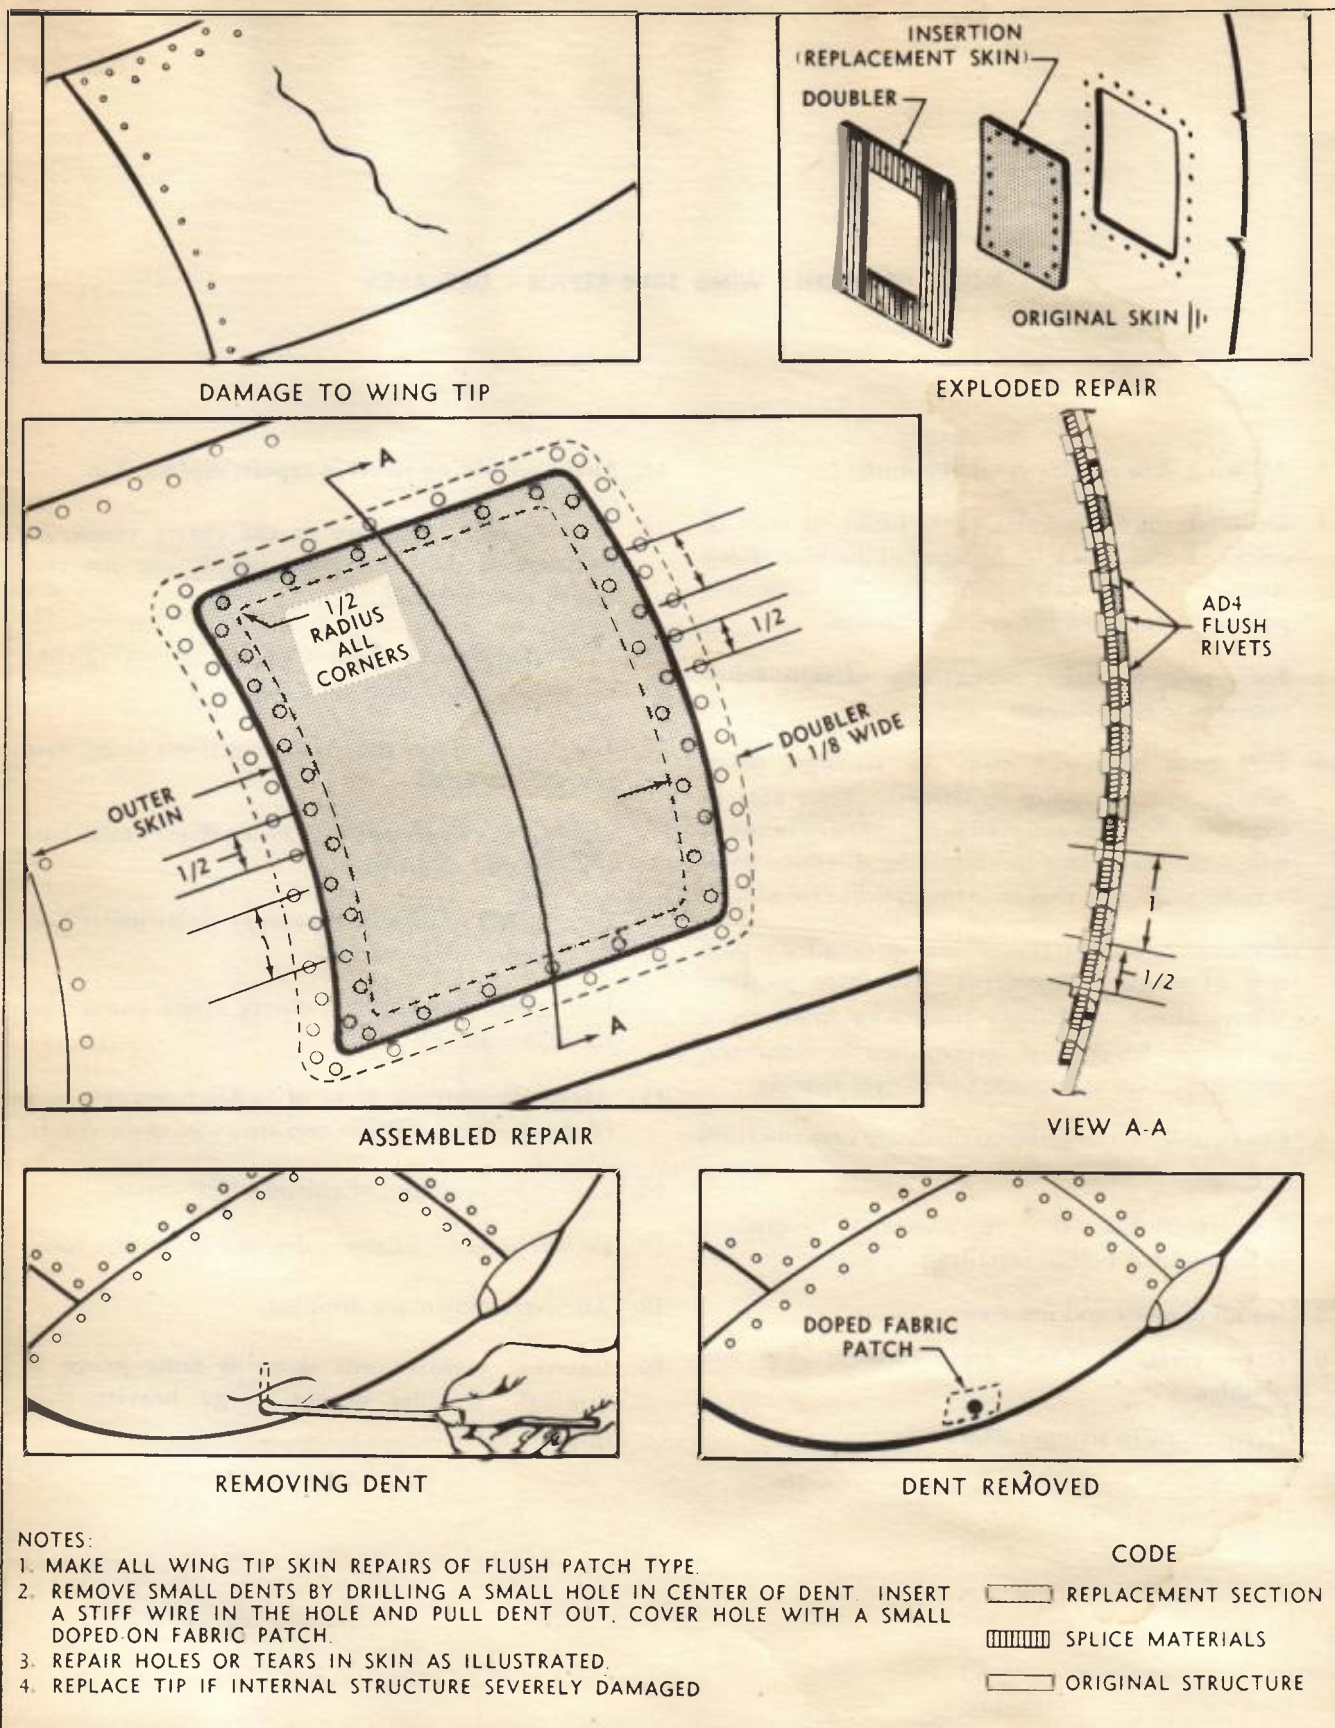 INSERTION
(REPLACEMENT SKIN)
DOUBLER
ORIGINAL SKIN
DAMAGE TO WING TIP
EXPLODED REPAIR
A
1/2
RADIUS
ALL
CORNERS
1
1/2
DOUBLER
1 1/8 WIDE
OUTER
SKIN
1/2
1
A
AD4
FLUSH
RIVETS
1
1/2
ASSEMBLED REPAIR
VIEW A-A
DOPED FABRIC
PATCH
REMOVING DENT
DENT REMOVED
NOTES:
1. MAKE ALL WING TIP SKIN REPAIRS OF FLUSH PATCH TYPE.
2. REMOVE SMALL DENTS BY DRILLING A SMALL HOLE IN CENTER OF DENT. INSERT
A STIFF WIRE IN THE HOLE AND PULL DENT OUT. COVER HOLE WITH A SMALL
DOPED-ON FABRIC PATCH.
3. REPAIR HOLES OR TEARS IN SKIN AS ILLUSTRATED.
4. REPLACE TIP IF INTERNAL STRUCTURE SEVERELY DAMAGED
CODE
REPLACEMENT SECTION
SPLICE MATERIALS
ORIGINAL STRUCTURE